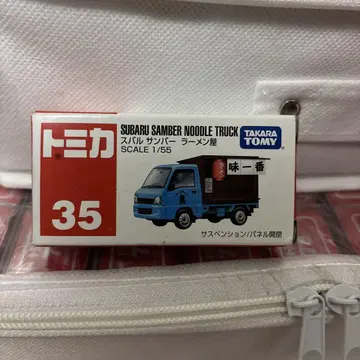 トミカ
35
SUBARU SAMBER NOODLE TRUCK
スバル サンバー ラーメン屋
SCALE 1/55
TAKARA
TOMY
味一番
サスペンション/パネル開閉